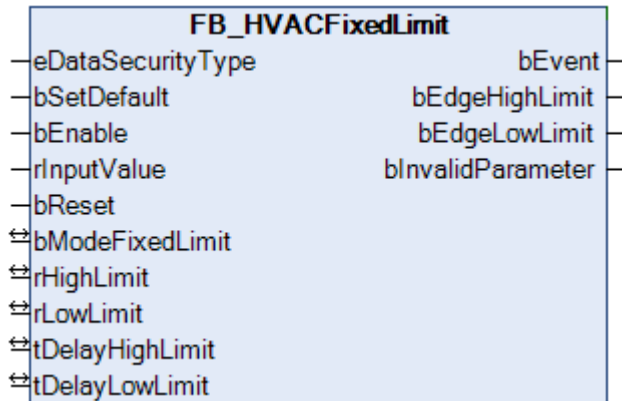 FB_HVACFixedLimit
eDataSecurityType bEvent
bSetDefault bEdgeHighLimit
bEnable bEdgeLowLimit
rInputValue bInvalidParameter
bReset
bModeFixedLimit
rHighLimit
rLowLimit
tDelayHighLimit
tDelayLowLimit